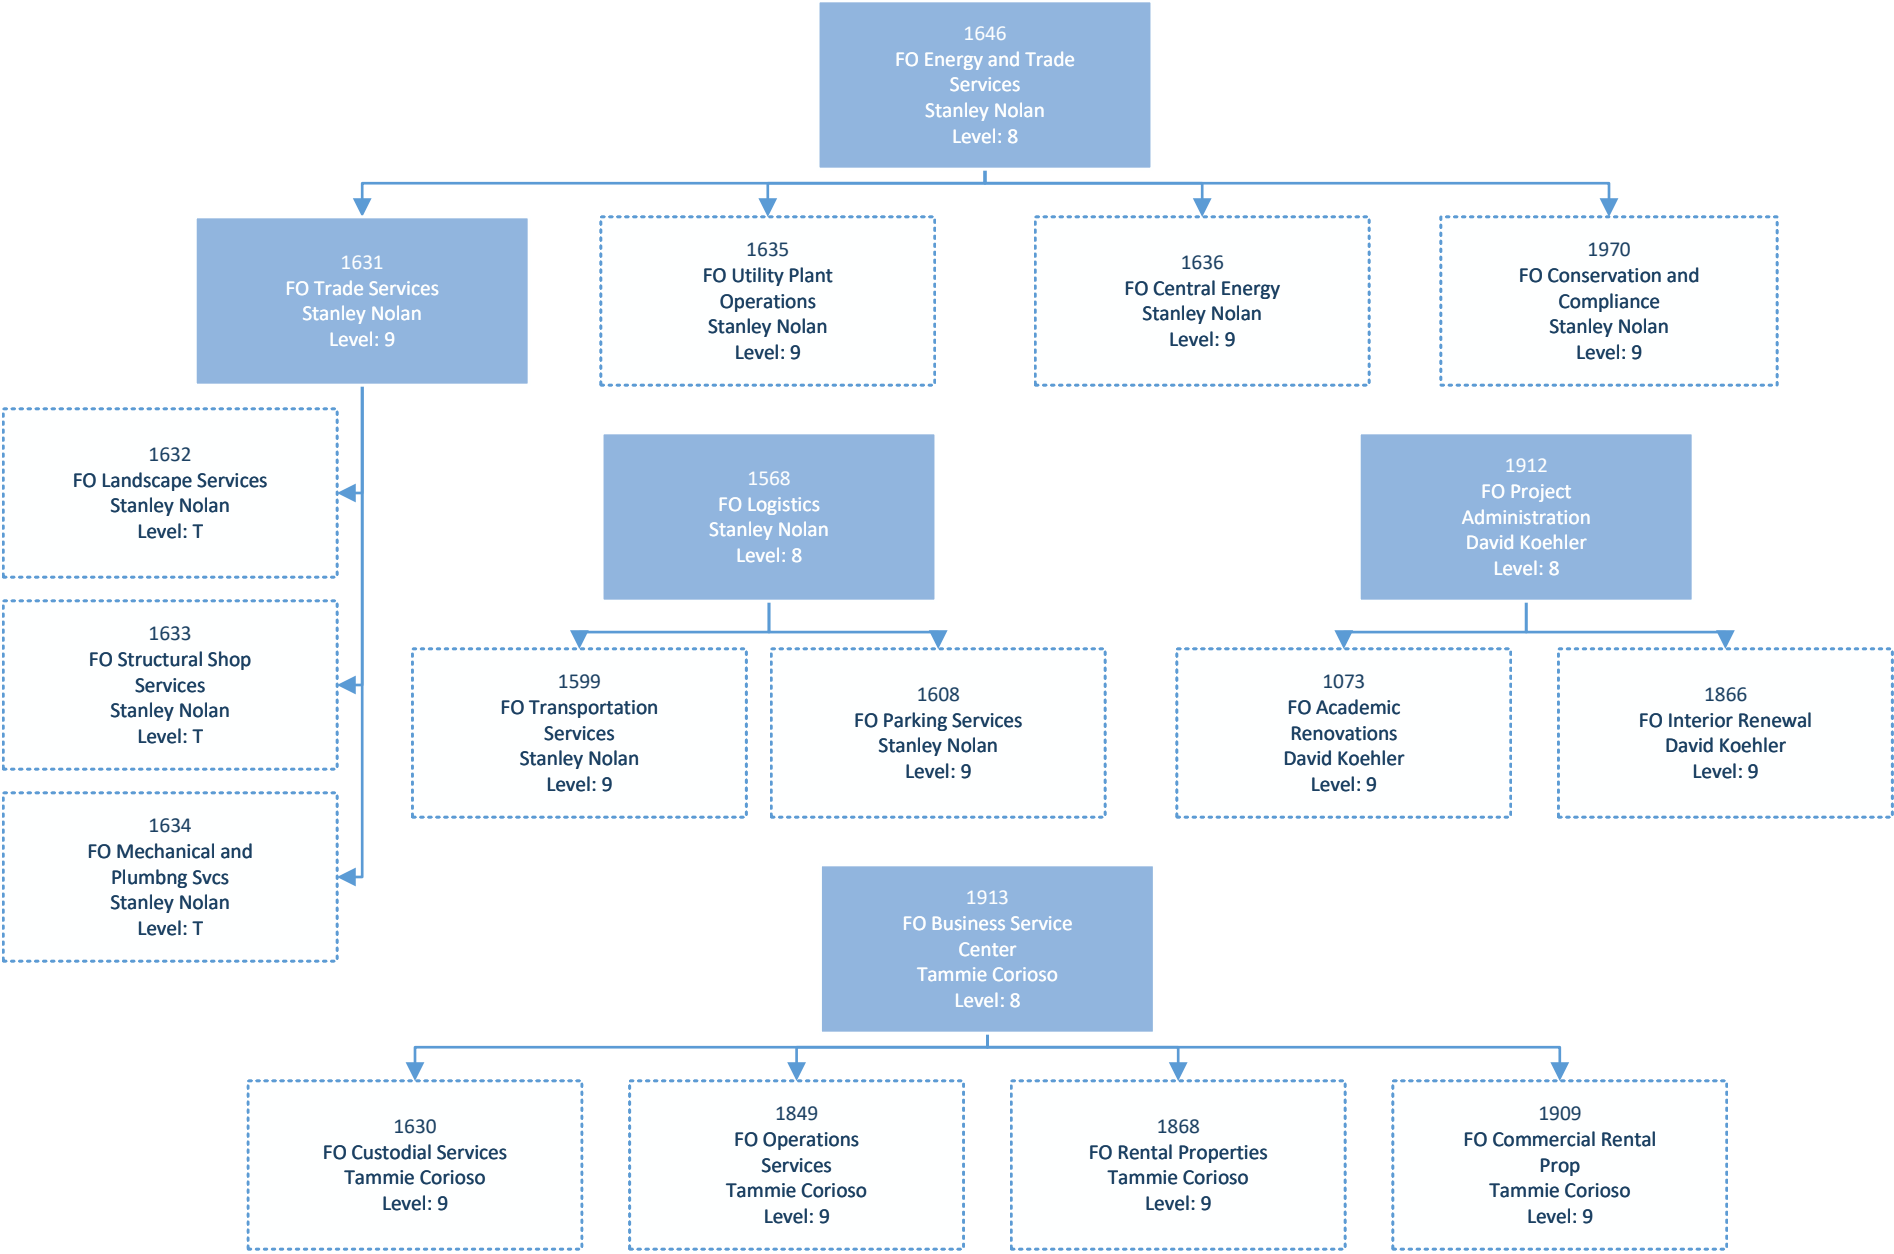 1646
FO Energy and Trade
Services
Stanley Nolan
Level: 8
1631
FO Trade Services
Stanley Nolan
Level: 9
1635
FO Utility Plant
Operations
Stanley Nolan
Level: 9
1636
FO Central Energy
Stanley Nolan
Level: 9
1970
FO Conservation and
Compliance
Stanley Nolan
Level: 9
1632
FO Landscape Services
Stanley Nolan
Level: T
1633
FO Structural Shop
Services
Stanley Nolan
Level: T
1634
FO Mechanical and
Plumbng Svcs
Stanley Nolan
Level: T
1568
FO Logistics
Stanley Nolan
Level: 8
1599
FO Transportation
Services
Stanley Nolan
Level: 9
1608
FO Parking Services
Stanley Nolan
Level: 9
1912
FO Project
Administration
David Koehler
Level: 8
1073
FO Academic
Renovations
David Koehler
Level: 9
1866
FO Interior Renewal
David Koehler
Level: 9
1913
FO Business Service
Center
Tammie Corioso
Level: 8
1630
FO Custodial Services
Tammie Corioso
Level: 9
1849
FO Operations
Services
Tammie Corioso
Level: 9
1868
FO Rental Properties
Tammie Corioso
Level: 9
1909
FO Commercial Rental
Prop
Tammie Corioso
Level: 9